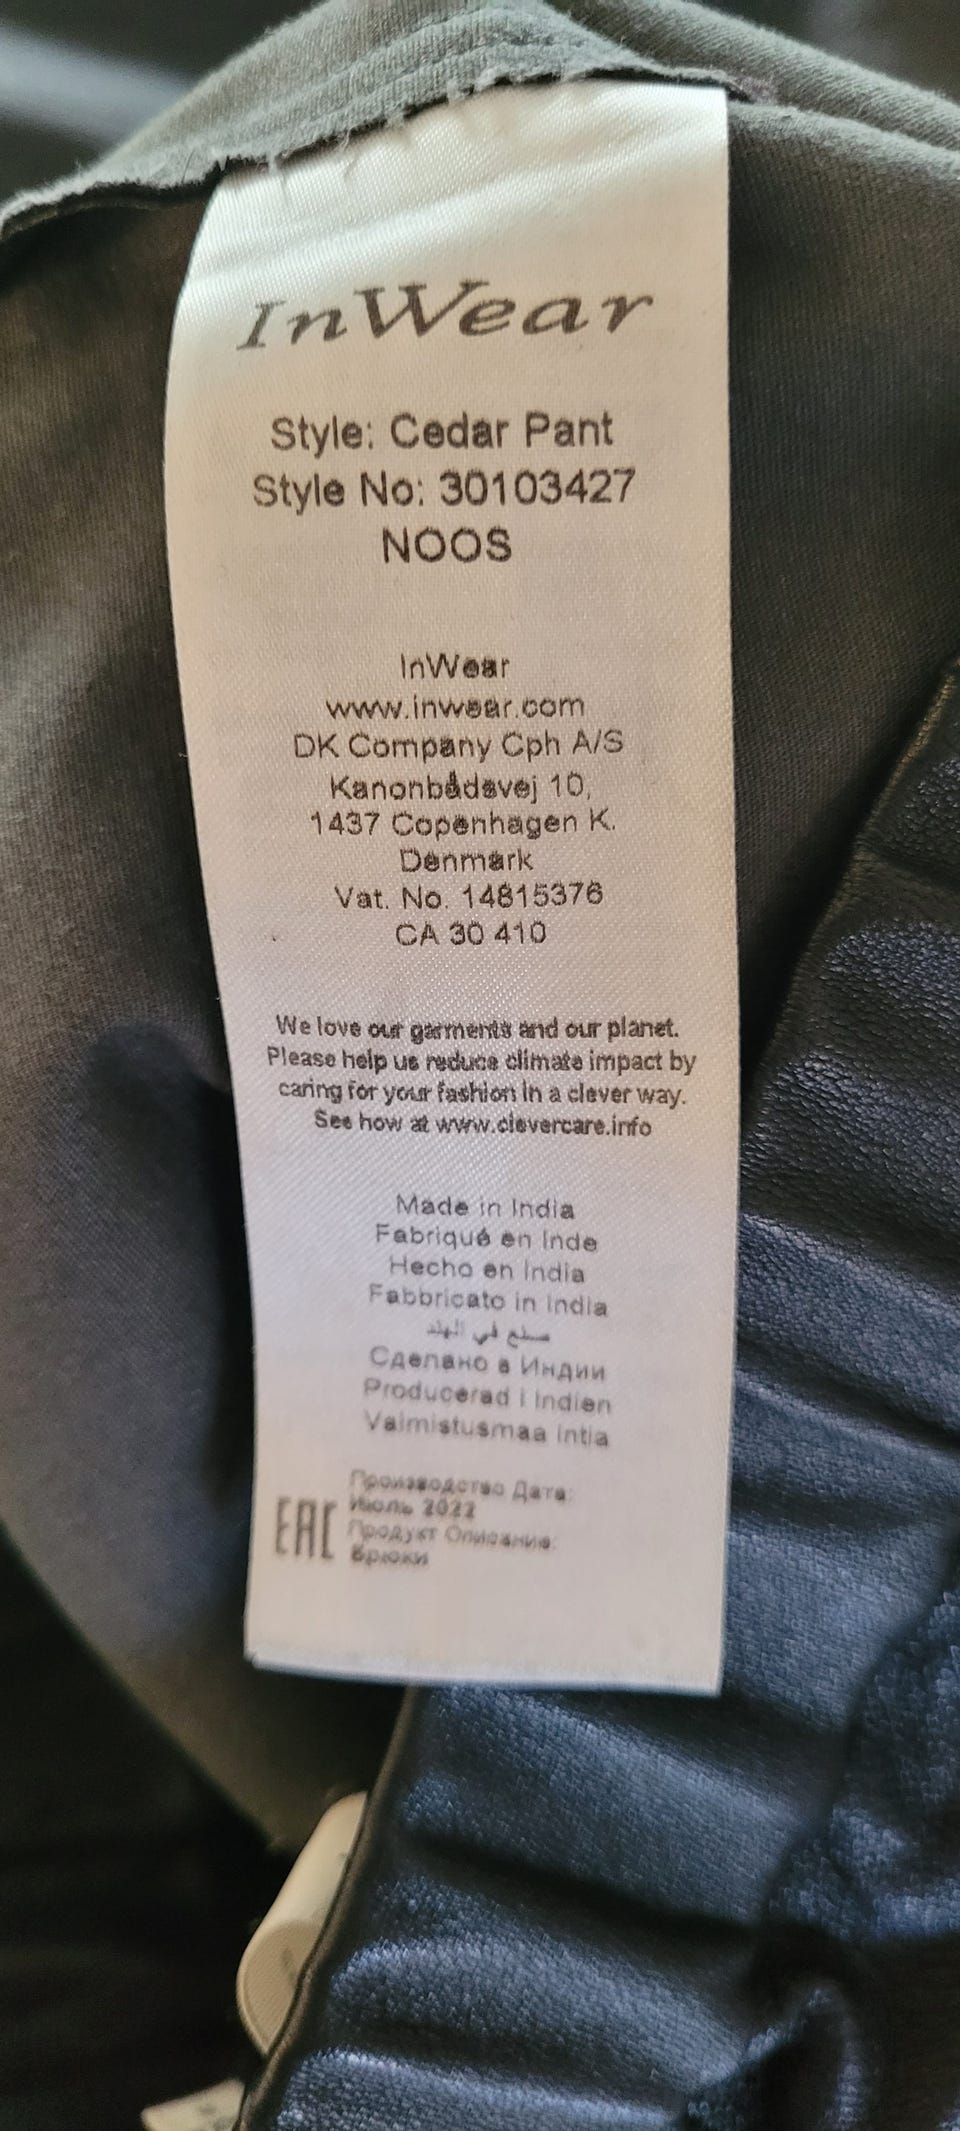 InWear
Style: Cedar Pant
Style No: 30103427
NOOS
InWear
www.inwear.com
DK Company Cph A/S
Kanonbådsvej 10,
1437 Copenhagen K.
Denmark
Vat. No. 14815376
CA 30 410
We love our garments and our planet.
Please help us reduce climate impact by
caring for your fashion in a clever way.
See how at www.clevercare.info
Made in India
Fabriqué en Inde
Hecho en India
Fabbricato in India
صنع في الهند
Сделано в Индии
Producerad i Indien
Valmistusmaa Intia
Производство Дата:
Июль 2022
EAC
Продукт Описание:
Брюки